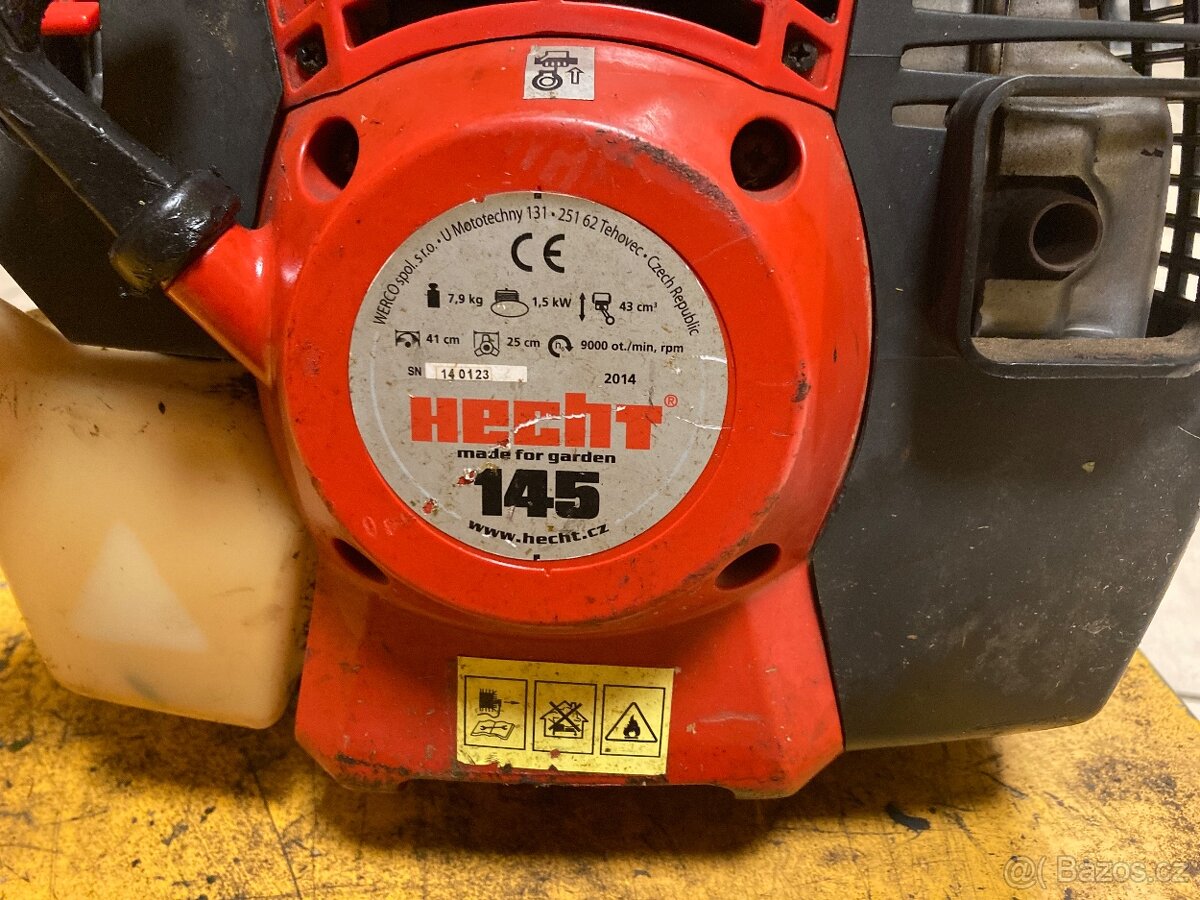 WERCO spol. s r.o. • U Mototechny 131 • 251 62 Tehovec • Czech Republic
CE
7,9 kg 1,5 kW 43 cm³
41 cm 25 cm n. 9000 ot./min, rpm
SN 140123 2014
HECHT®
made for garden
145
www.hecht.cz
@( Bazos.cz